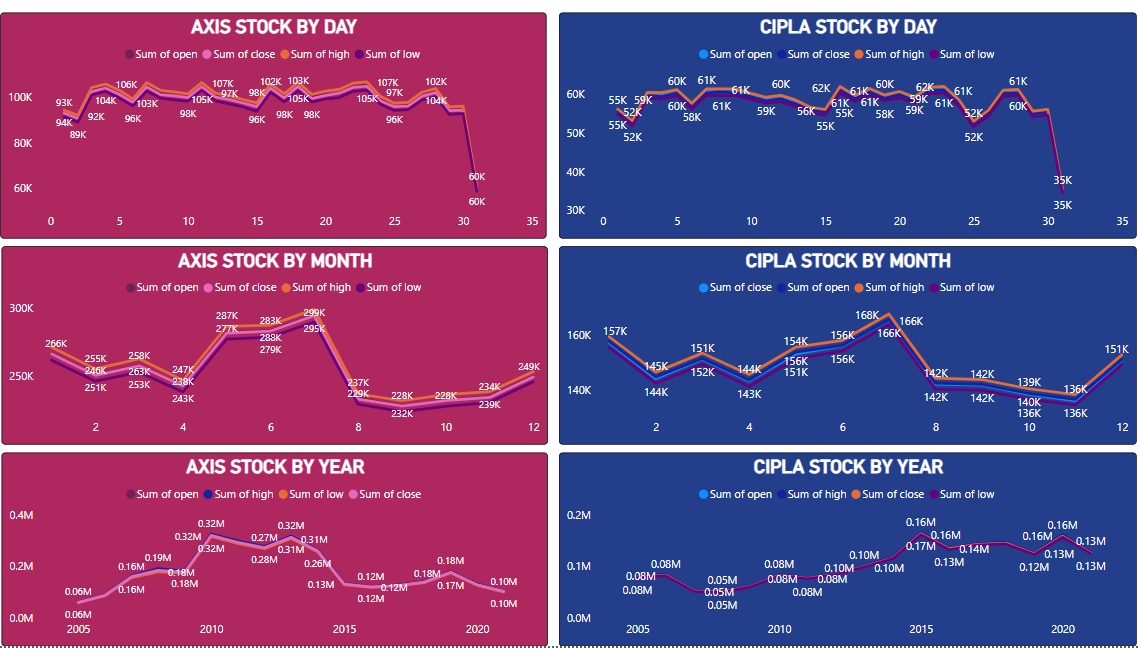 AXIS STOCK BY DAY
Sum of open Sum of close Sum of high Sum of low
100K
80K
60K
93K 106K 107K 102K 103K 107K 102K
94K 104K 103K 105K 97K 98K 105K 105K 97K 104K
89K 92K 96K 98K 96K 98K 98K 96K
60K
60K
0 5 10 15 20 25 30 35
CIPLA STOCK BY DAY
Sum of open Sum of close Sum of high Sum of low
60K
50K
40K
30K
55K 59K 60K 61K 60K 62K 60K 62K 61K 61K
55K 52K 60K 61K 61K 56K 61K 61K 61K 59K 61K 52K 60K
52K 58K 59K 55K 55K 58K 59K 52K
35K
35K
0 5 10 15 20 25 30 35
AXIS STOCK BY MONTH
Sum of open Sum of close Sum of high Sum of low
300K
250K
266K 255K 258K 247K 287K 283K 299K 237K 228K 228K 234K 249K
246K 263K 238K 277K 288K 295K 229K 232K 239K
251K 253K 243K 279K
2 4 6 8 10 12
CIPLA STOCK BY MONTH
Sum of close Sum of open Sum of high Sum of low
160K
140K
157K 145K 151K 144K 154K 156K 168K 166K 142K 142K 139K 136K 151K
144K 152K 143K 156K 156K 166K 142K 142K 140K 136K
151K 136K
2 4 6 8 10 12
AXIS STOCK BY YEAR
Sum of open Sum of high Sum of low Sum of close
0.4M
0.2M
0.0M
0.06M 0.16M 0.19M 0.18M 0.32M 0.32M 0.27M 0.32M 0.31M 0.13M 0.12M 0.12M 0.18M 0.18M 0.10M
0.06M 0.16M 0.18M 0.32M 0.28M 0.31M 0.26M 0.12M 0.17M 0.10M
2005 2010 2015 2020
CIPLA STOCK BY YEAR
Sum of open Sum of high Sum of close Sum of low
0.2M
0.1M
0.0M
0.08M 0.08M 0.05M 0.08M 0.08M 0.10M 0.10M 0.16M 0.16M 0.14M 0.16M 0.16M 0.13M
0.08M 0.05M 0.05M 0.08M 0.08M 0.10M 0.17M 0.13M 0.12M 0.13M 0.13M
2005 2010 2015 2020